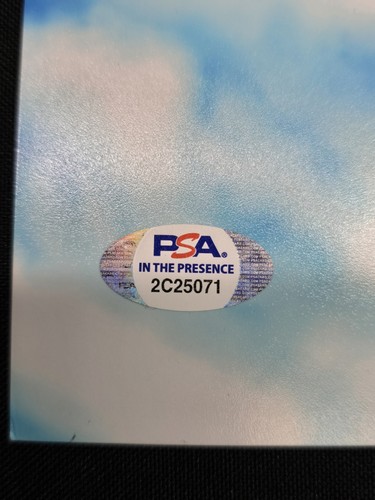 PSA®
IN THE PRESENCE
2C25071